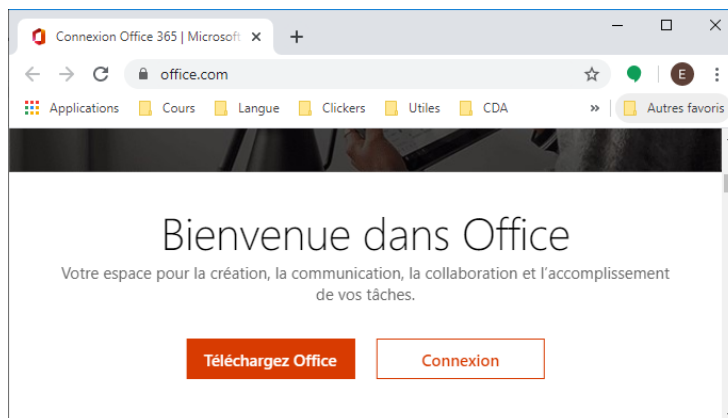 Connexion Office 365 | Microsoft
office.com
E
Applications Cours Langue Clickers Utiles CDA » Autres favoris
Bienvenue dans Office
Votre espace pour la création, la communication, la collaboration et l'accomplissement
de vos tâches.
Téléchargez Office Connexion